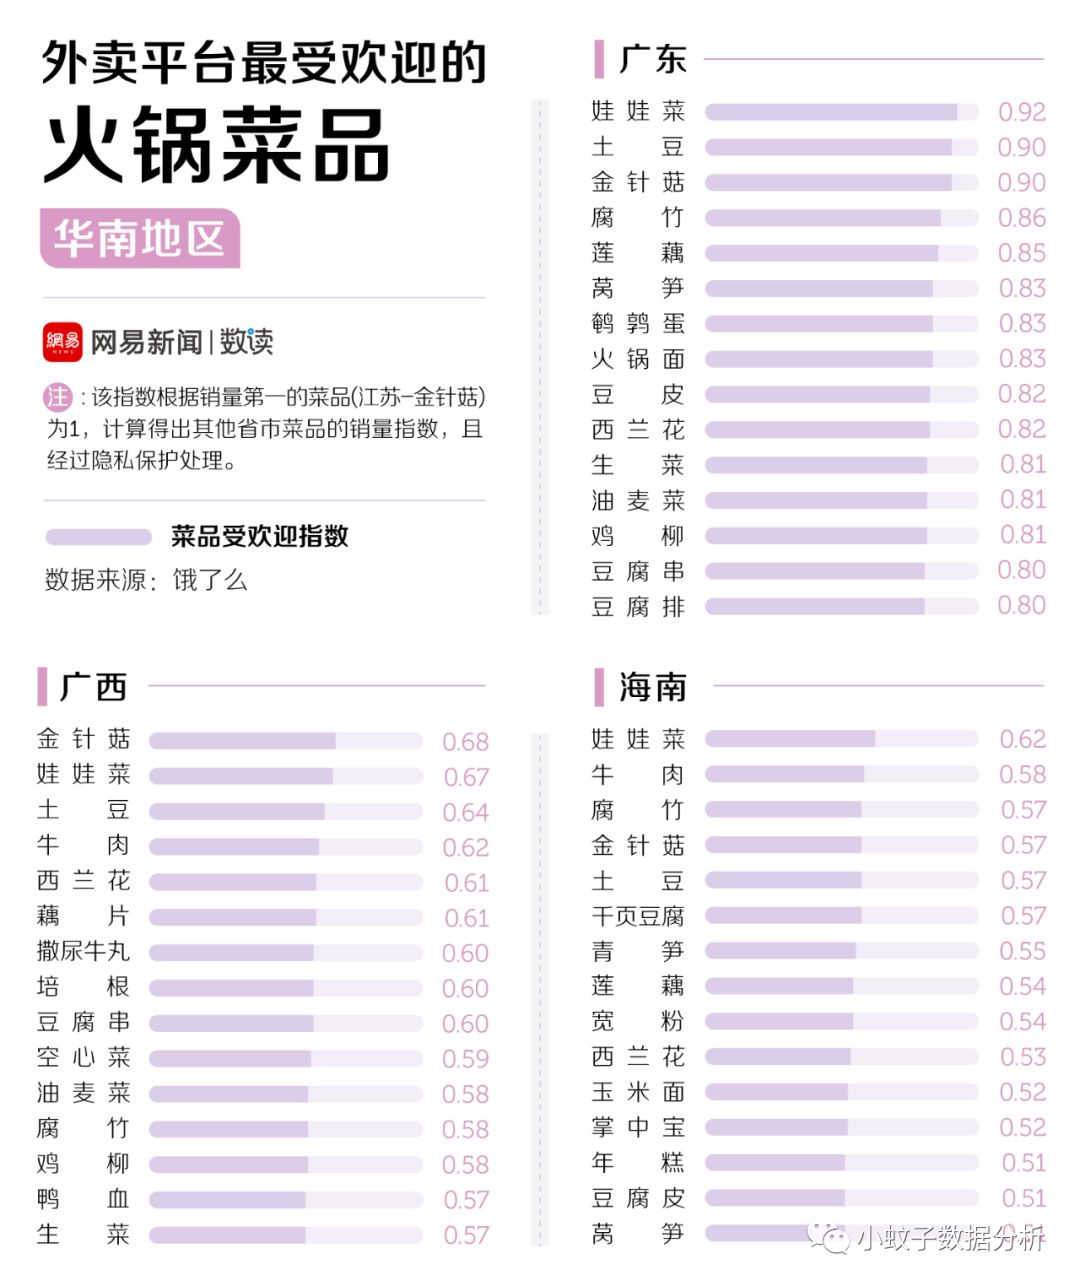 外卖平台最受欢迎的
火锅菜品
华南地区
網易
NEWS
网易新闻|数读
注:该指数根据销量第一的菜品(江苏-金针菇)
为1，计算得出其他省市菜品的销量指数，且
经过隐私保护处理。
菜品受欢迎指数
数据来源：饿了么
广东
娃娃菜 0.92
土豆 0.90
金针菇 0.90
腐竹 0.86
莲藕 0.85
莴笋 0.83
鹌鹑蛋 0.83
火锅面 0.83
豆皮 0.82
西兰花 0.82
生菜 0.81
油麦菜 0.81
鸡柳 0.81
豆腐串 0.80
豆腐排 0.80
广西
金针菇 0.68
娃娃菜 0.67
土豆 0.64
牛肉 0.62
西兰花 0.61
藕片 0.61
撒尿牛丸 0.60
培根 0.60
豆腐串 0.60
空心菜 0.59
油麦菜 0.58
腐竹 0.58
鸡柳 0.58
鸭血 0.57
生菜 0.57
海南
娃娃菜 0.62
牛肉 0.58
腐竹 0.57
金针菇 0.57
土豆 0.57
千页豆腐 0.57
青笋 0.55
莲藕 0.54
宽粉 0.54
西兰花 0.53
玉米面 0.52
掌中宝 0.52
年糕 0.51
豆腐皮 0.51
莴笋
小蚊子数据分析